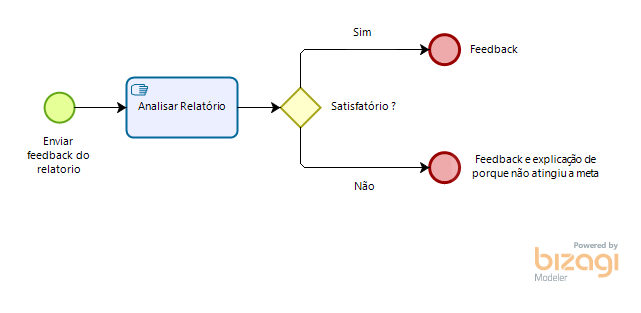 Sim
Feedback
Analisar Relatório
Satisfatório ?
Enviar
feedback do
relatorio
Feedback e explicação de
porque não atingiu a meta
Não
Powered by
bizagi
Modeler